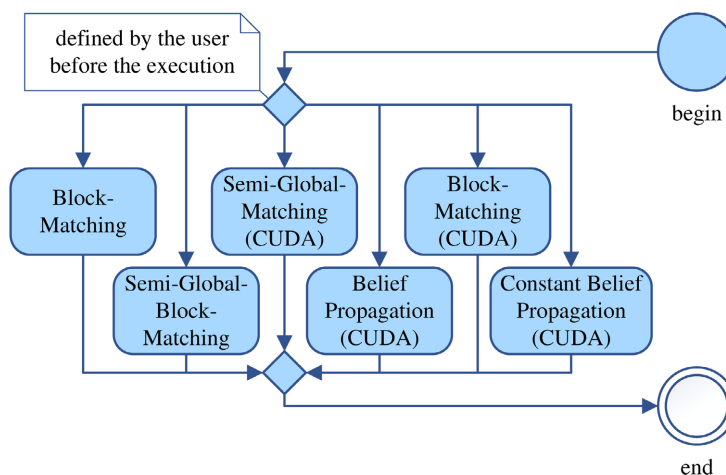 defined by the user
before the execution
begin
Block-
Matching
Semi-Global-
Matching
(CUDA)
Block-
Matching
(CUDA)
Semi-Global-
Block-
Matching
Belief
Propagation
(CUDA)
Constant Belief
Propagation
(CUDA)
end